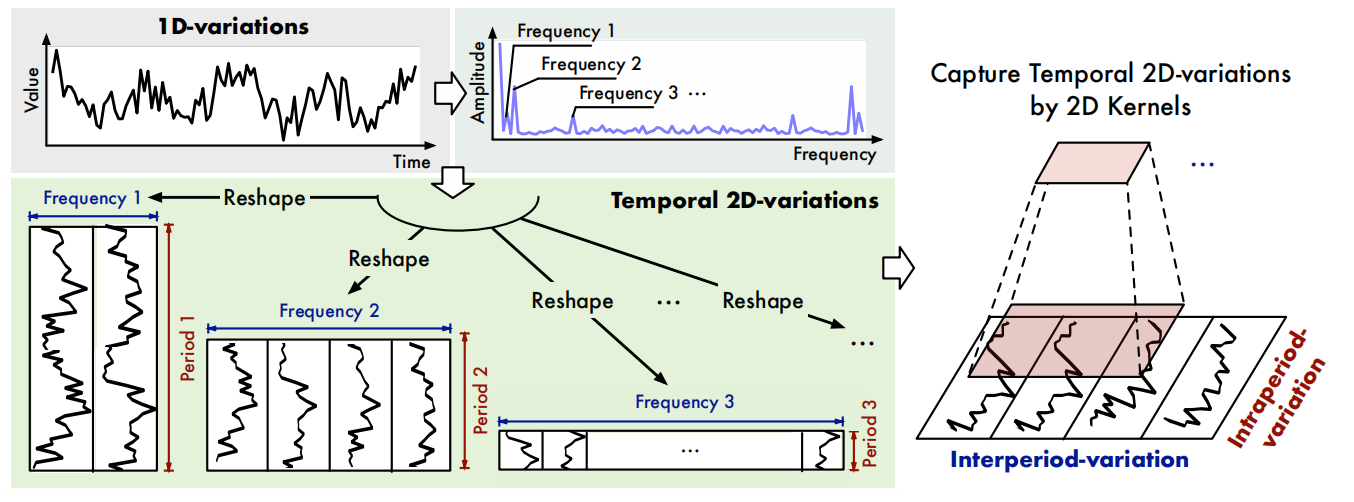 1D-variations
Value
Time
Amplitude
Frequency 1
Frequency 2
Frequency 3 ...
Frequency
Capture Temporal 2D-variations
by 2D Kernels
...
Temporal 2D-variations
Frequency 1
Reshape
Period 1
Reshape
Frequency 2
Period 2
Reshape
...
Reshape
...
Frequency 3
...
Period 3
Interperiod-variation
Intraperiod-
variation